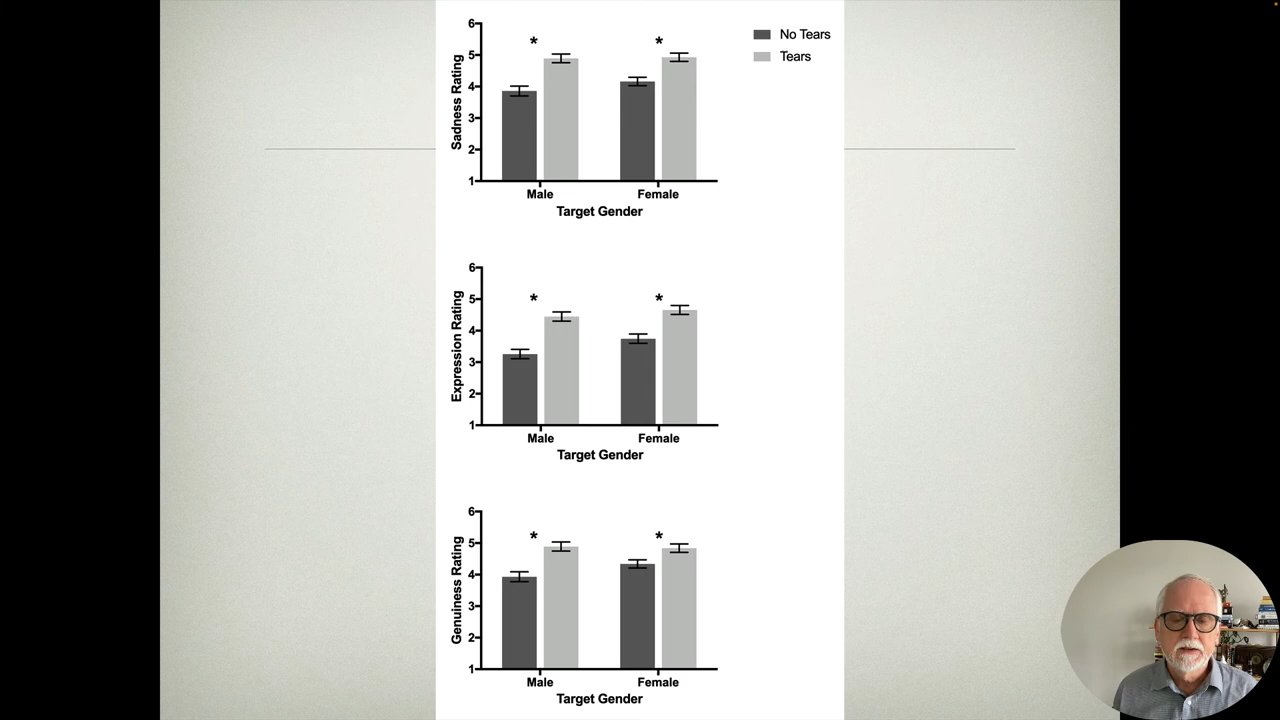 No Tears
Tears
6
5
4
3
2
1
Sadness Rating
*
*
Male
Female
Target Gender
6
5
4
3
2
1
Expression Rating
*
*
Male
Female
Target Gender
6
5
4
3
2
1
Genuiness Rating
*
*
Male
Female
Target Gender